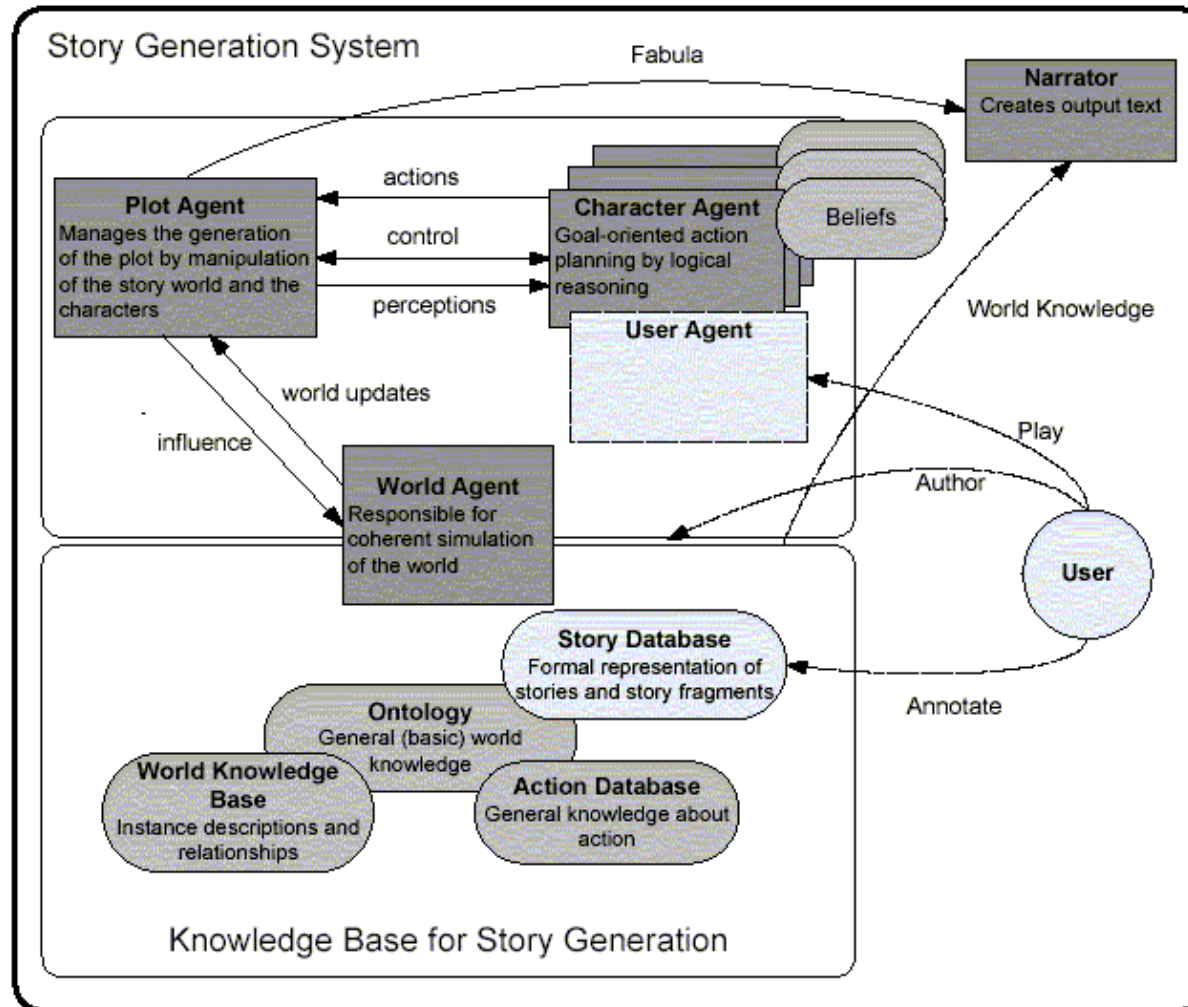 Story Generation System
Fabula
Narrator
Creates output text
actions
control
perceptions
Plot Agent
Manages the generation
of the plot by manipulation
of the story world and the
characters
Character Agent
Goal-oriented action
planning by logical
reasoning
Beliefs
User Agent
World Knowledge
world updates
influence
Play
Author
World Agent
Responsible for
coherent simulation
of the world
User
Story Database
Formal representation of
stories and story fragments
Annotate
Ontology
General (basic) world
knowledge
World Knowledge
Base
Instance descriptions and
relationships
Action Database
General knowledge about
action
Knowledge Base for Story Generation